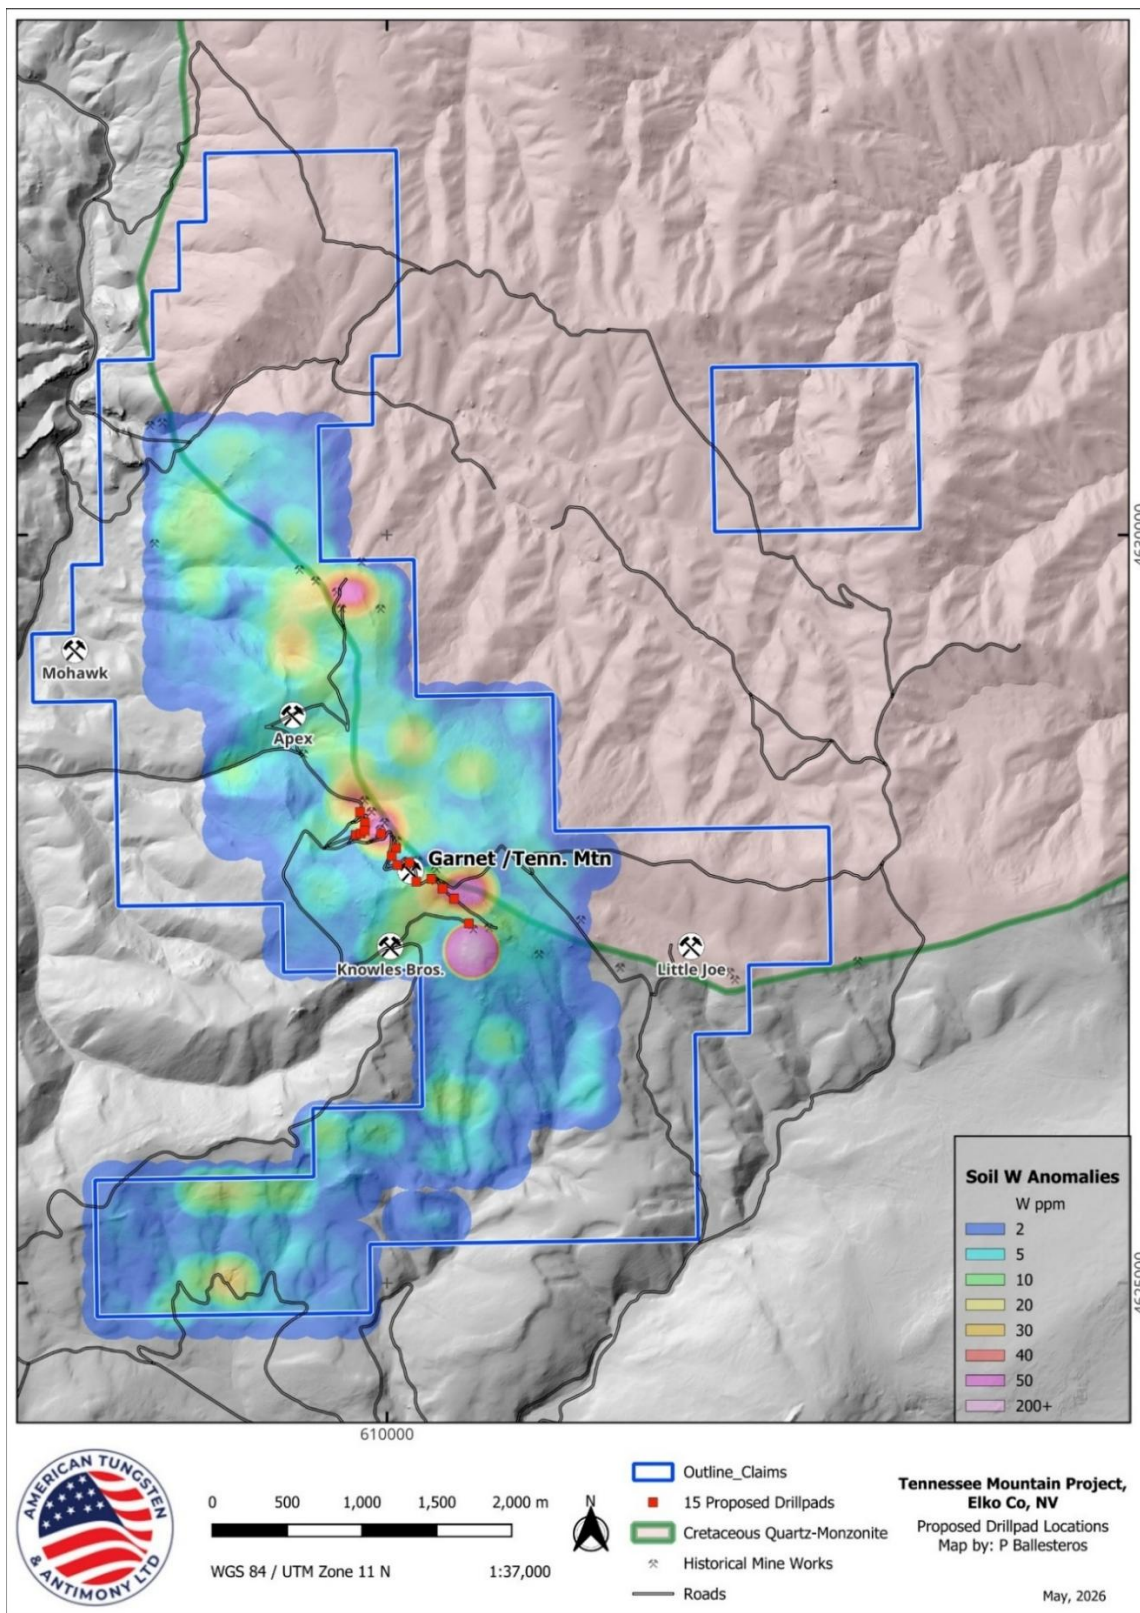 4639000
Mohawk
Apex
Garnet /Tenn. Mtn
Knowles Bros.
Little Joe
Soil W Anomalies
W ppm
2
5
10
20
30
40
50
200+
4635000
610000
AMERICAN TUNGSTEN
& ANTIMONY LTD
0 500 1,000 1,500 2,000 m
WGS 84 / UTM Zone 11 N 1:37,000
N
Outline_Claims
15 Proposed Drillpads
Cretaceous Quartz-Monzonite
Historical Mine Works
Roads
Tennessee Mountain Project,
Elko Co, NV
Proposed Drillpad Locations
Map by: P Ballesteros
May, 2026